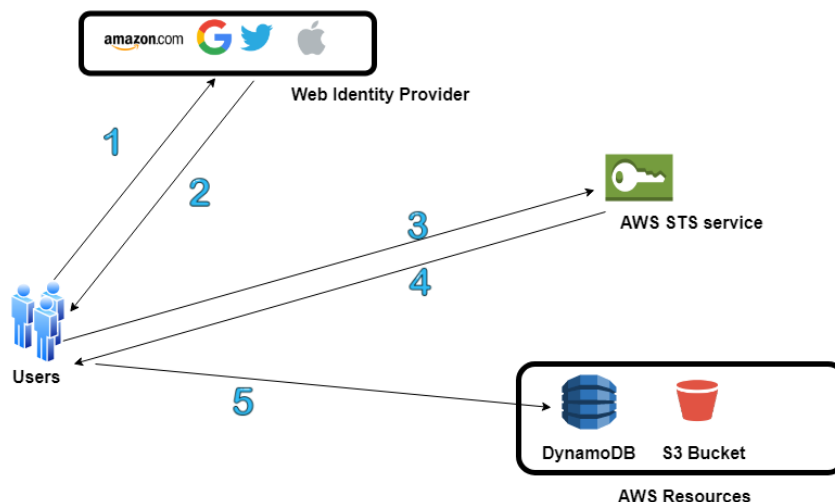 amazon.com
Web Identity Provider
1
2
3
AWS STS service
4
Users
5
DynamoDB
S3 Bucket
AWS Resources